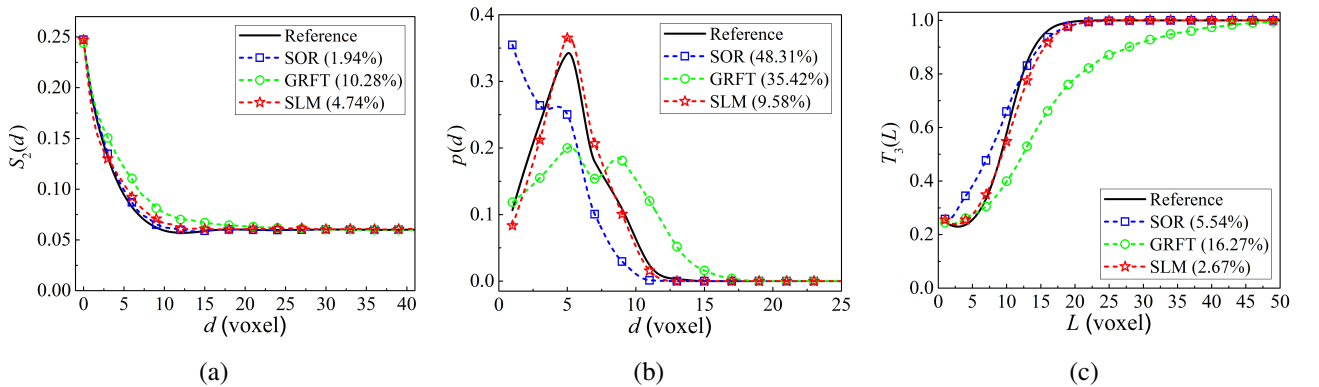 0.25
0.20
0.15
0.10
0.05
0.00
S₂(d)
0 5 10 15 20 25 30 35 40
d (voxel)
Reference
SOR (1.94%)
GRFT (10.28%)
SLM (4.74%)
(a)
0.4
0.3
0.2
0.1
0.0
p(d)
0 5 10 15 20 25
d (voxel)
Reference
SOR (48.31%)
GRFT (35.42%)
SLM (9.58%)
(b)
1.0
0.8
0.6
0.4
0.2
0.0
T₃(L)
0 5 10 15 20 25 30 35 40 45 50
L (voxel)
Reference
SOR (5.54%)
GRFT (16.27%)
SLM (2.67%)
(c)